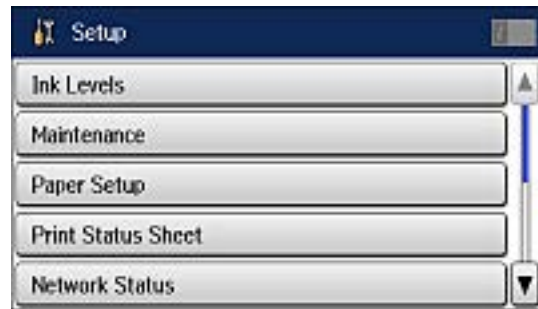 Setup
Ink Levels
Maintenance
Paper Setup
Print Status Sheet
Network Status